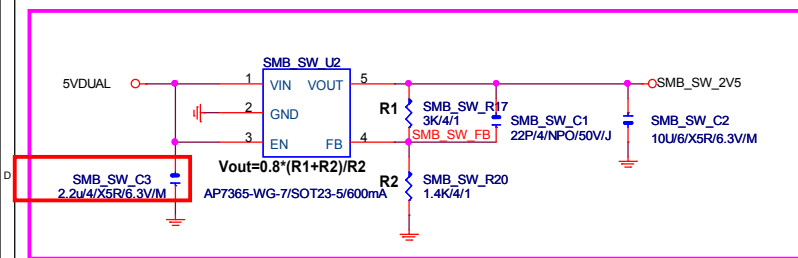 SMB_SW_U2
5VDUAL
1
VIN
VOUT
5
SMB_SW_2V5
2
GND
R1
SMB_SW_R17
3K/4/1
SMB_SW_C1
22P/4/NPO/50V/J
SMB_SW_C2
10U/6/X5R/6.3V/M
3
EN
FB
4
SMB_SW_FB
Vout=0.8*(R1+R2)/R2
D
SMB_SW_C3
2.2u/4/X5R/6.3V/M
AP7365-WG-7/SOT23-5/600mA
R2
SMB_SW_R20
1.4K/4/1